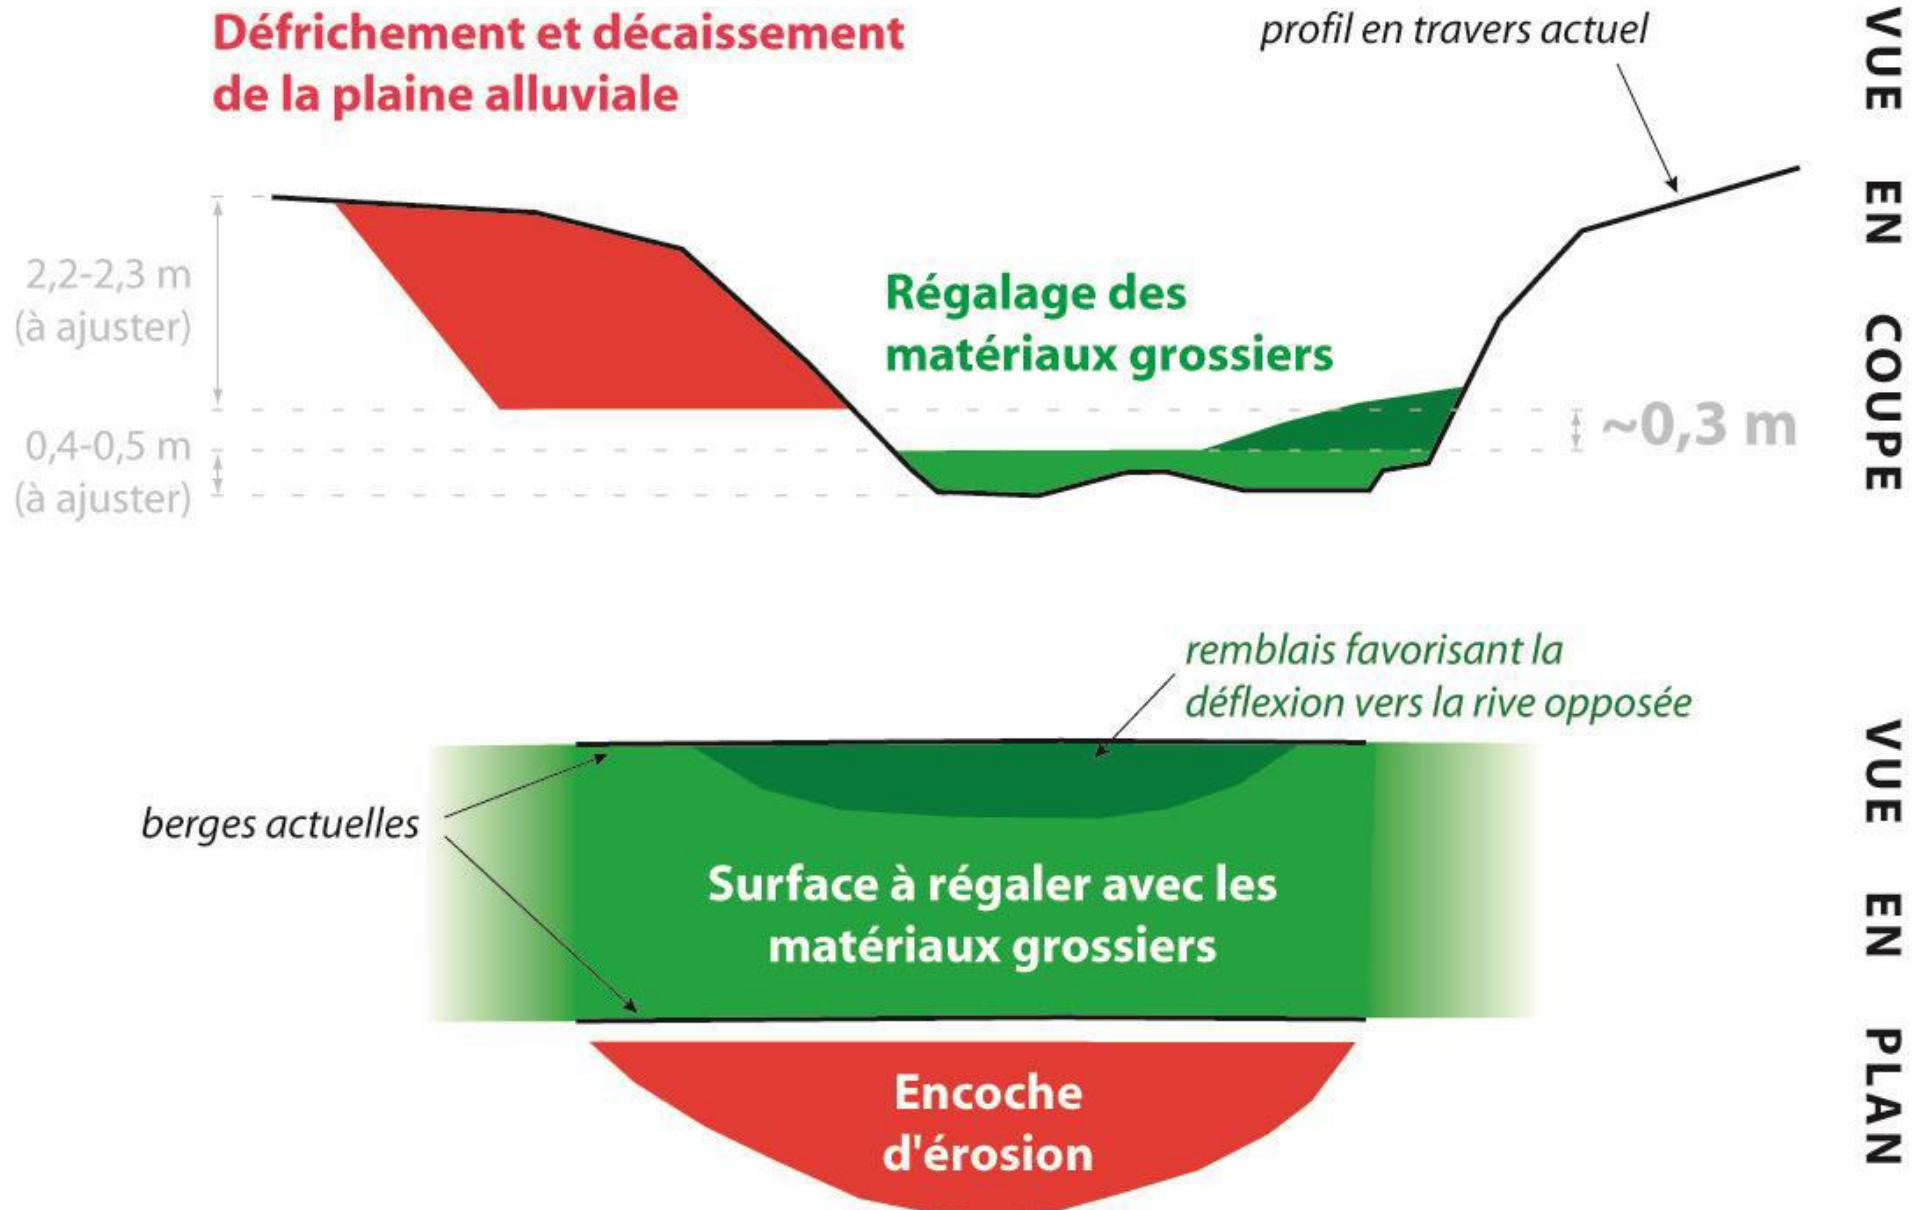 Défrichement et décaissement
de la plaine alluviale
profil en travers actuel
VUE EN COUPE
2,2-2,3 m
(à ajuster)
Régalage des
matériaux grossiers
0,4-0,5 m
(à ajuster)
~0,3 m
remblais favorisant la
déflexion vers la rive opposée
berges actuelles
Surface à régaler avec les
matériaux grossiers
Encoche
d'érosion
VUE EN PLAN